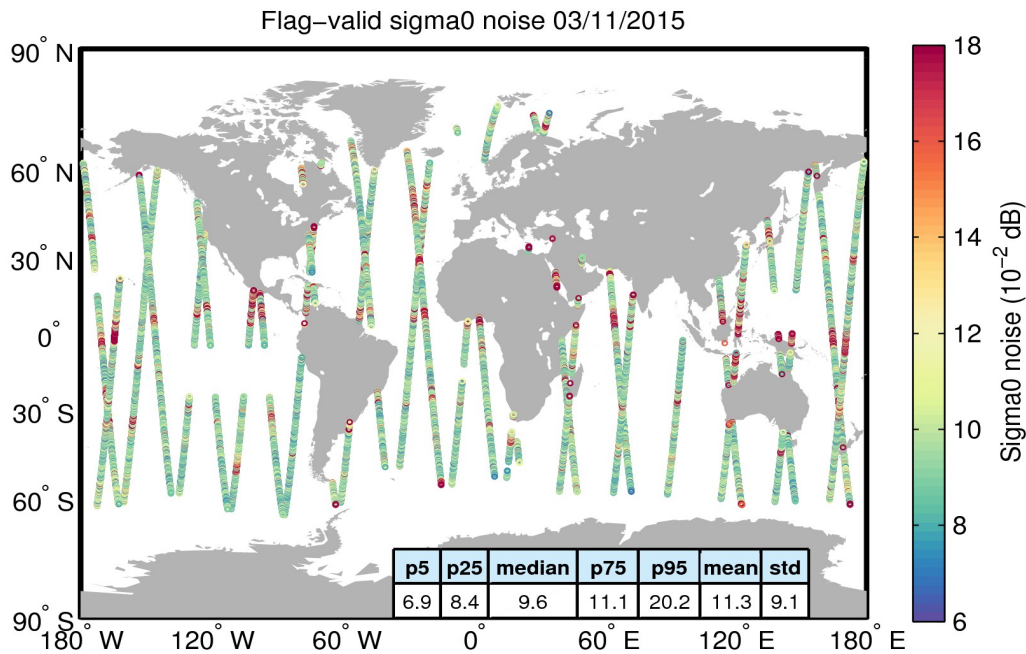 Flag−valid sigma0 noise 03/11/2015
90° N
60° N
30° N
0°
30° S
60° S
90° S
180° W
120° W
60° W
0°
60° E
120° E
180° E
p5 p25 median p75 p95 mean std
6.9 8.4 9.6 11.1 20.2 11.3 9.1
18
16
14
12
10
8
6
Sigma0 noise (10⁻² dB)